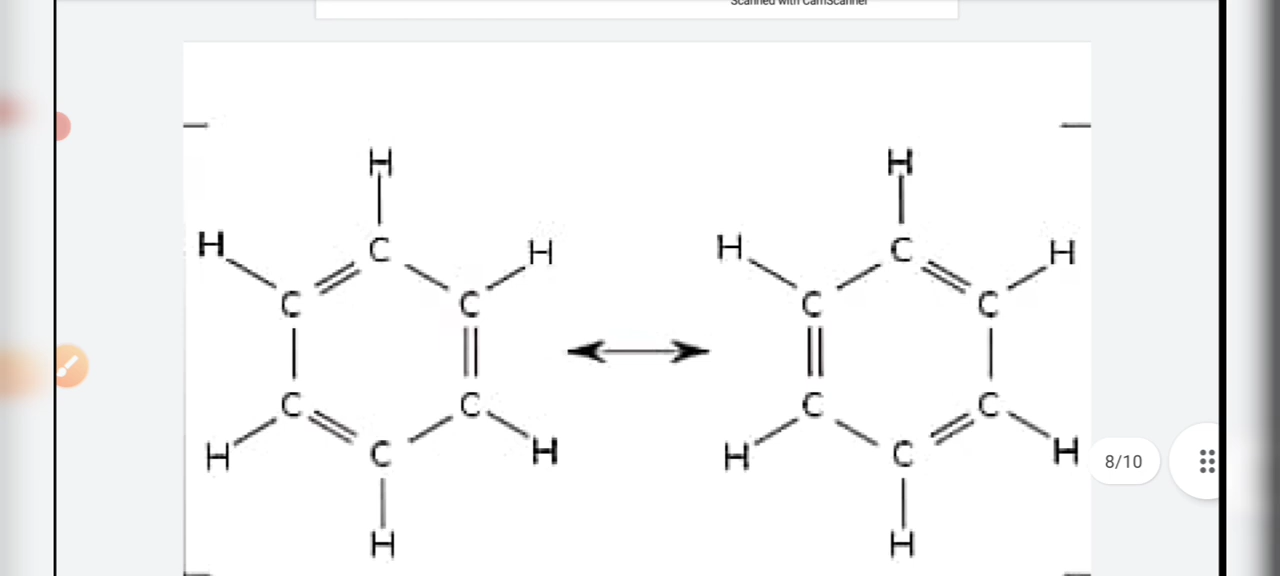 Scanned with CamScanner
H H
H H H H
C C
C C C C
C C C C
H C H H C H
8/10
H H